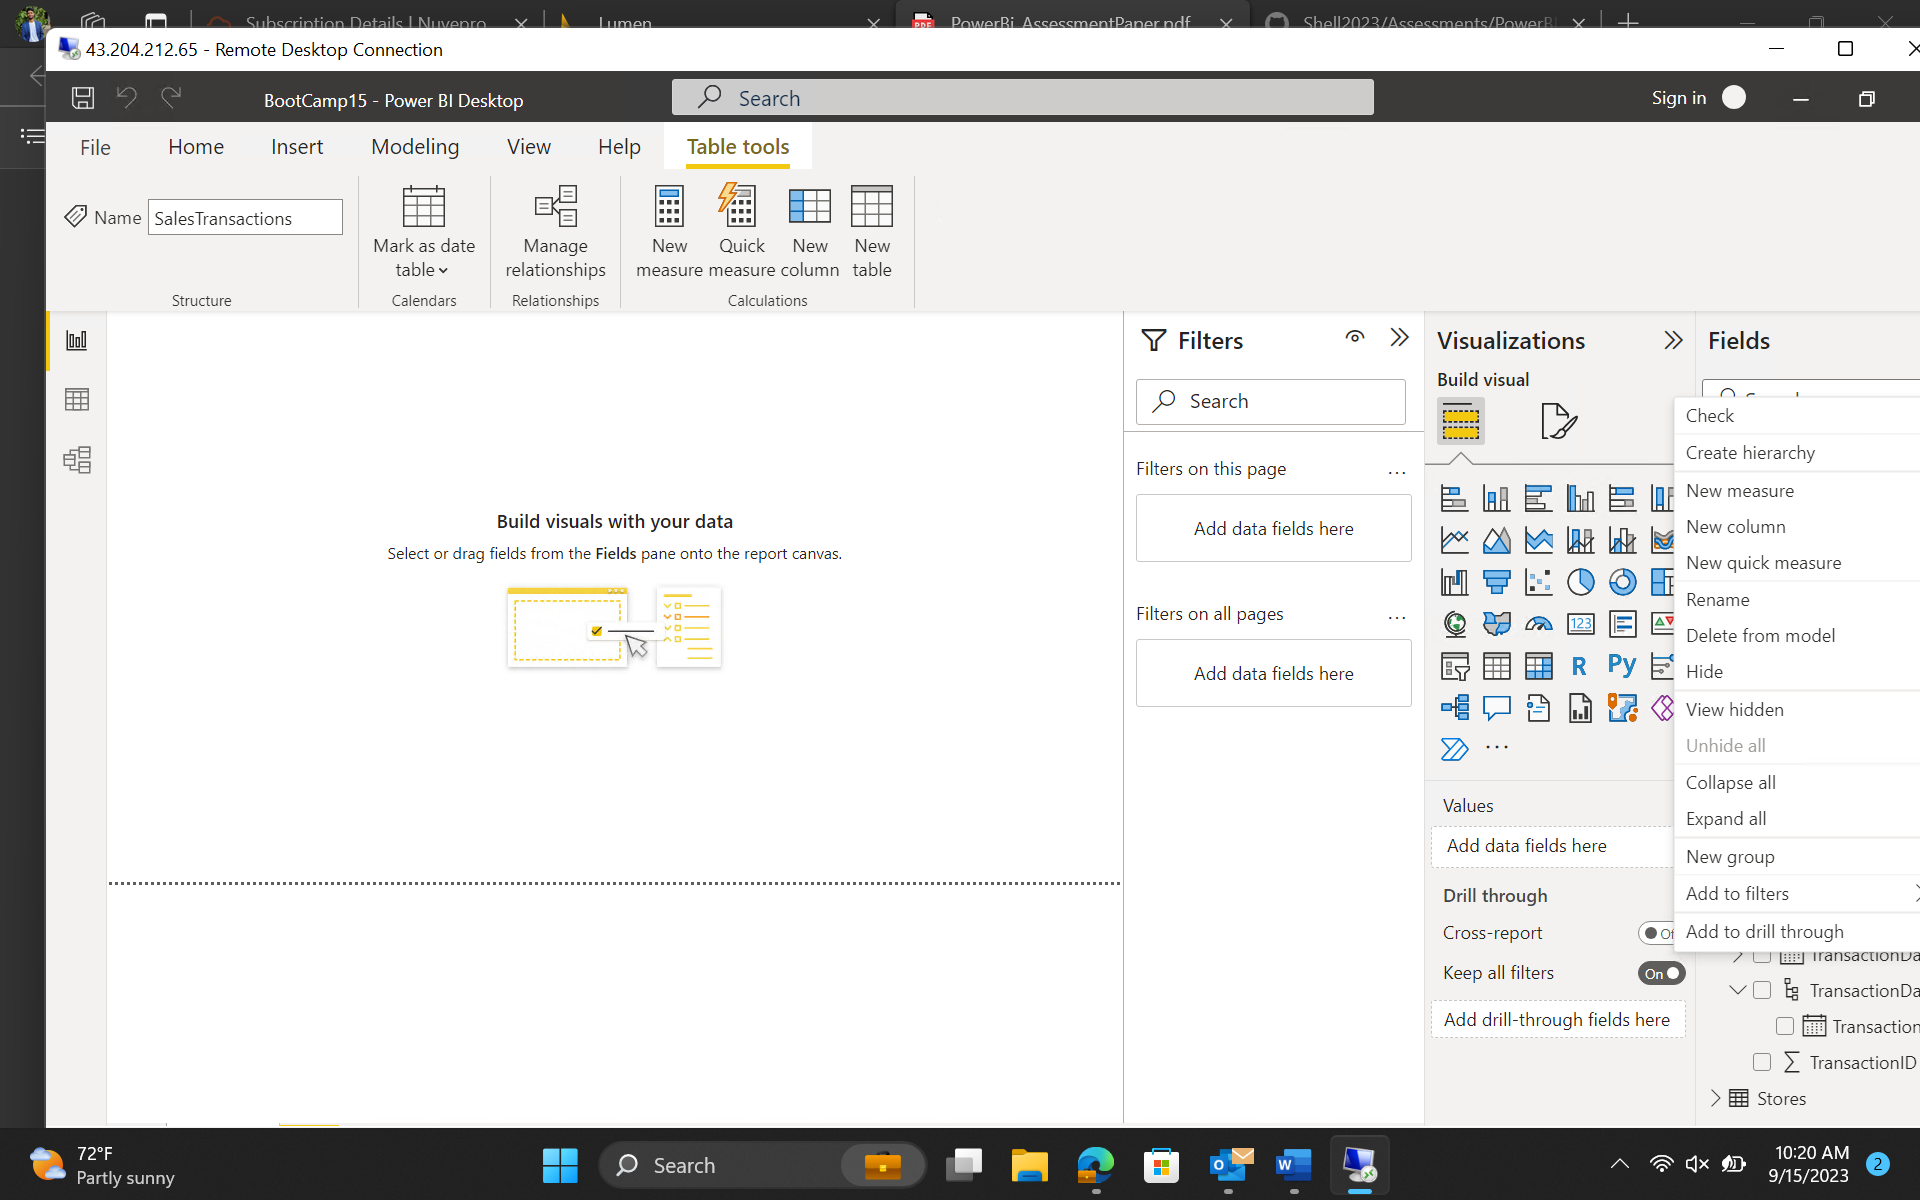 Subscription Details | Nuvepro
Lumen
PowerBi_AssessmentPaper.pdf
Shell2023/Assessments/PowerBI
43.204.212.65 - Remote Desktop Connection
BootCamp15 - Power BI Desktop
Search
Sign in
File
Home
Insert
Modeling
View
Help
Table tools
Name
SalesTransactions
Structure
Mark as date
table
Calendars
Manage
relationships
Relationships
New
measure
Quick
measure
New
column
New
table
Calculations
Build visuals with your data
Select or drag fields from the Fields pane onto the report canvas.
Filters
Search
Filters on this page
...
Add data fields here
Filters on all pages
...
Add data fields here
Visualizations
Build visual
123
R
Py
...
Values
Add data fields here
Drill through
Cross-report
Keep all filters
On
Add drill-through fields here
Fields
Check
Create hierarchy
New measure
New column
New quick measure
Rename
Delete from model
Hide
View hidden
Unhide all
Collapse all
Expand all
New group
Add to filters
Add to drill through
TransactionDa
TransactionDa
Transaction
TransactionID
Stores
72°F
Partly sunny
Search
10:20 AM
9/15/2023
2